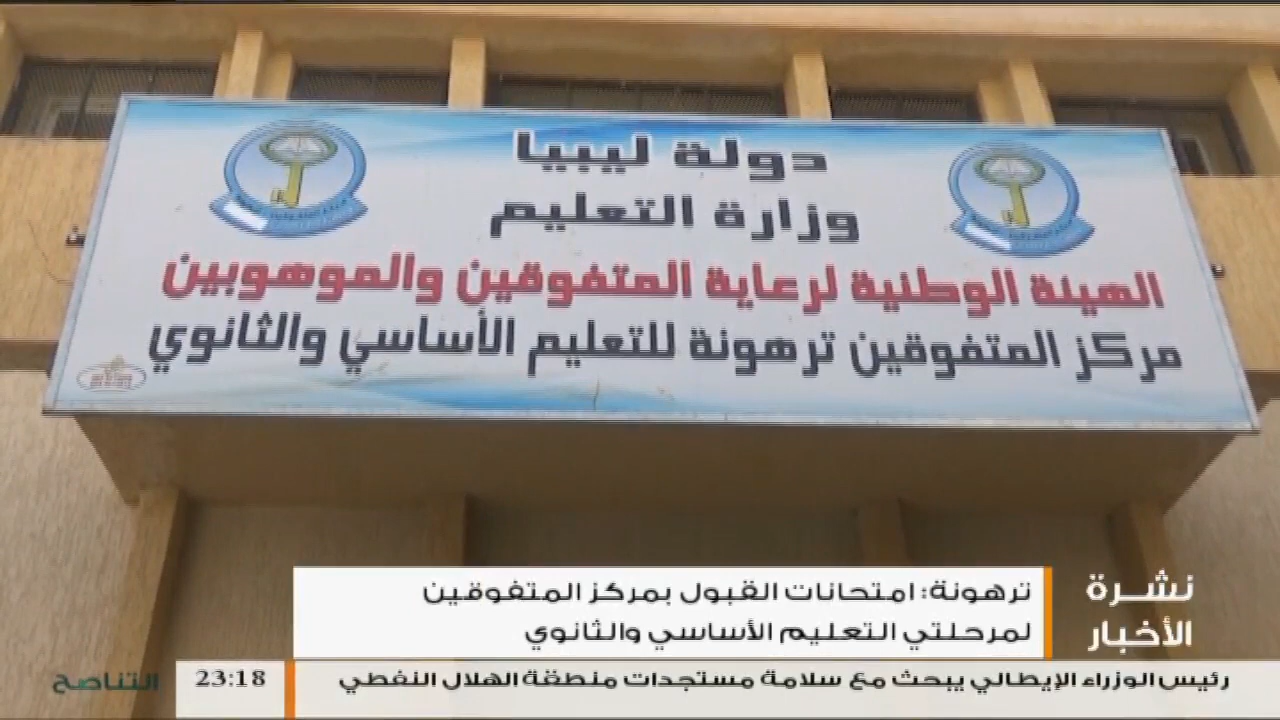 دولة ليبيا
وزارة التعليم
الهيئة الوطنية لرعاية المتفوقين والموهوبين
مركز المتفوقين ترهونة للتعليم الأساسي والثانوي
ترهونة: امتحانات القبول بمركز المتفوقين
لمرحلتي التعليم الأساسي والثانوي
نشرة
الأخبار
رئيس الوزراء الإيطالي يبحث مع سلامة مستجدات منطقة الهلال النفطي
23:18
التناصح